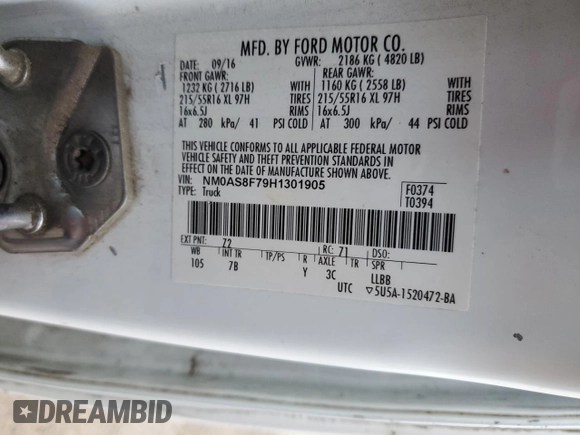 MFD. BY FORD MOTOR CO.
DATE: 09/16 GVWR: 2186 KG ( 4820 LB)
FRONT GAWR: REAR GAWR:
1232 KG ( 2716 LB) WITH 1160 KG ( 2558 LB) WITH
215/55R16 XL 97H TIRES 215/55R16 XL 97H TIRES
16x6.5J RIMS 16x6.5J RIMS
AT 280 kPa/ 41 PSI COLD AT 300 kPa/ 44 PSI COLD
THIS VEHICLE CONFORMS TO ALL APPLICABLE FEDERAL MOTOR
VEHICLE SAFETY AND THEFT PREVENTION STANDARDS IN
EFFECT ON THE DATE OF MANUFACTURE SHOWN ABOVE.
VIN: NM0AS8F79H1301905 F0374
TYPE: Truck T0394
EXT PNT: 72 RC: 71 DSO:
WB INT TR TP/PS R AXLE TR SPR
105 7B Y 3C LLBB
UTC ▽5U5A-1520472-BA
DREAMBID